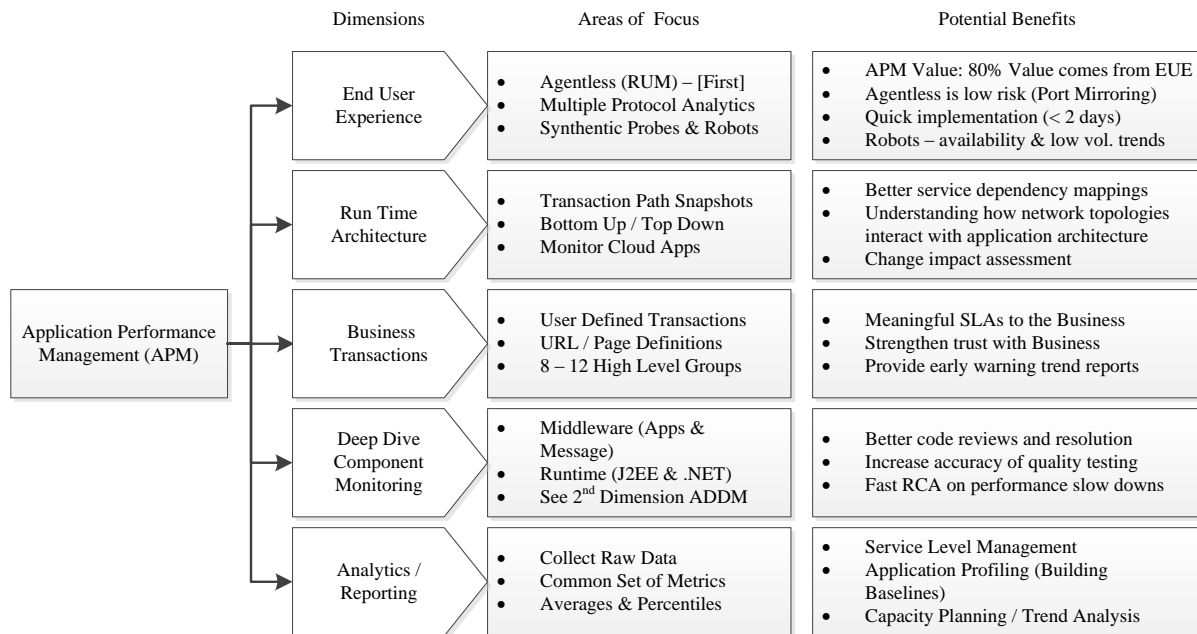 Dimensions
Areas of Focus
Potential Benefits
Application Performance
Management (APM)
End User
Experience
• Agentless (RUM) – [First]
• Multiple Protocol Analytics
• Synthentic Probes & Robots
• APM Value: 80% Value comes from EUE
• Agentless is low risk (Port Mirroring)
• Quick implementation (< 2 days)
• Robots – availability & low vol. trends
Run Time
Architecture
• Transaction Path Snapshots
• Bottom Up / Top Down
• Monitor Cloud Apps
• Better service dependency mappings
• Understanding how network topologies
interact with application architecture
• Change impact assessment
Business
Transactions
• User Defined Transactions
• URL / Page Definitions
• 8 – 12 High Level Groups
• Meaningful SLAs to the Business
• Strengthen trust with Business
• Provide early warning trend reports
Deep Dive
Component
Monitoring
• Middleware (Apps &
Message)
• Runtime (J2EE & .NET)
• See 2nd Dimension ADDM
• Better code reviews and resolution
• Increase accuracy of quality testing
• Fast RCA on performance slow downs
Analytics /
Reporting
• Collect Raw Data
• Common Set of Metrics
• Averages & Percentiles
• Service Level Management
• Application Profiling (Building
Baselines)
• Capacity Planning / Trend Analysis